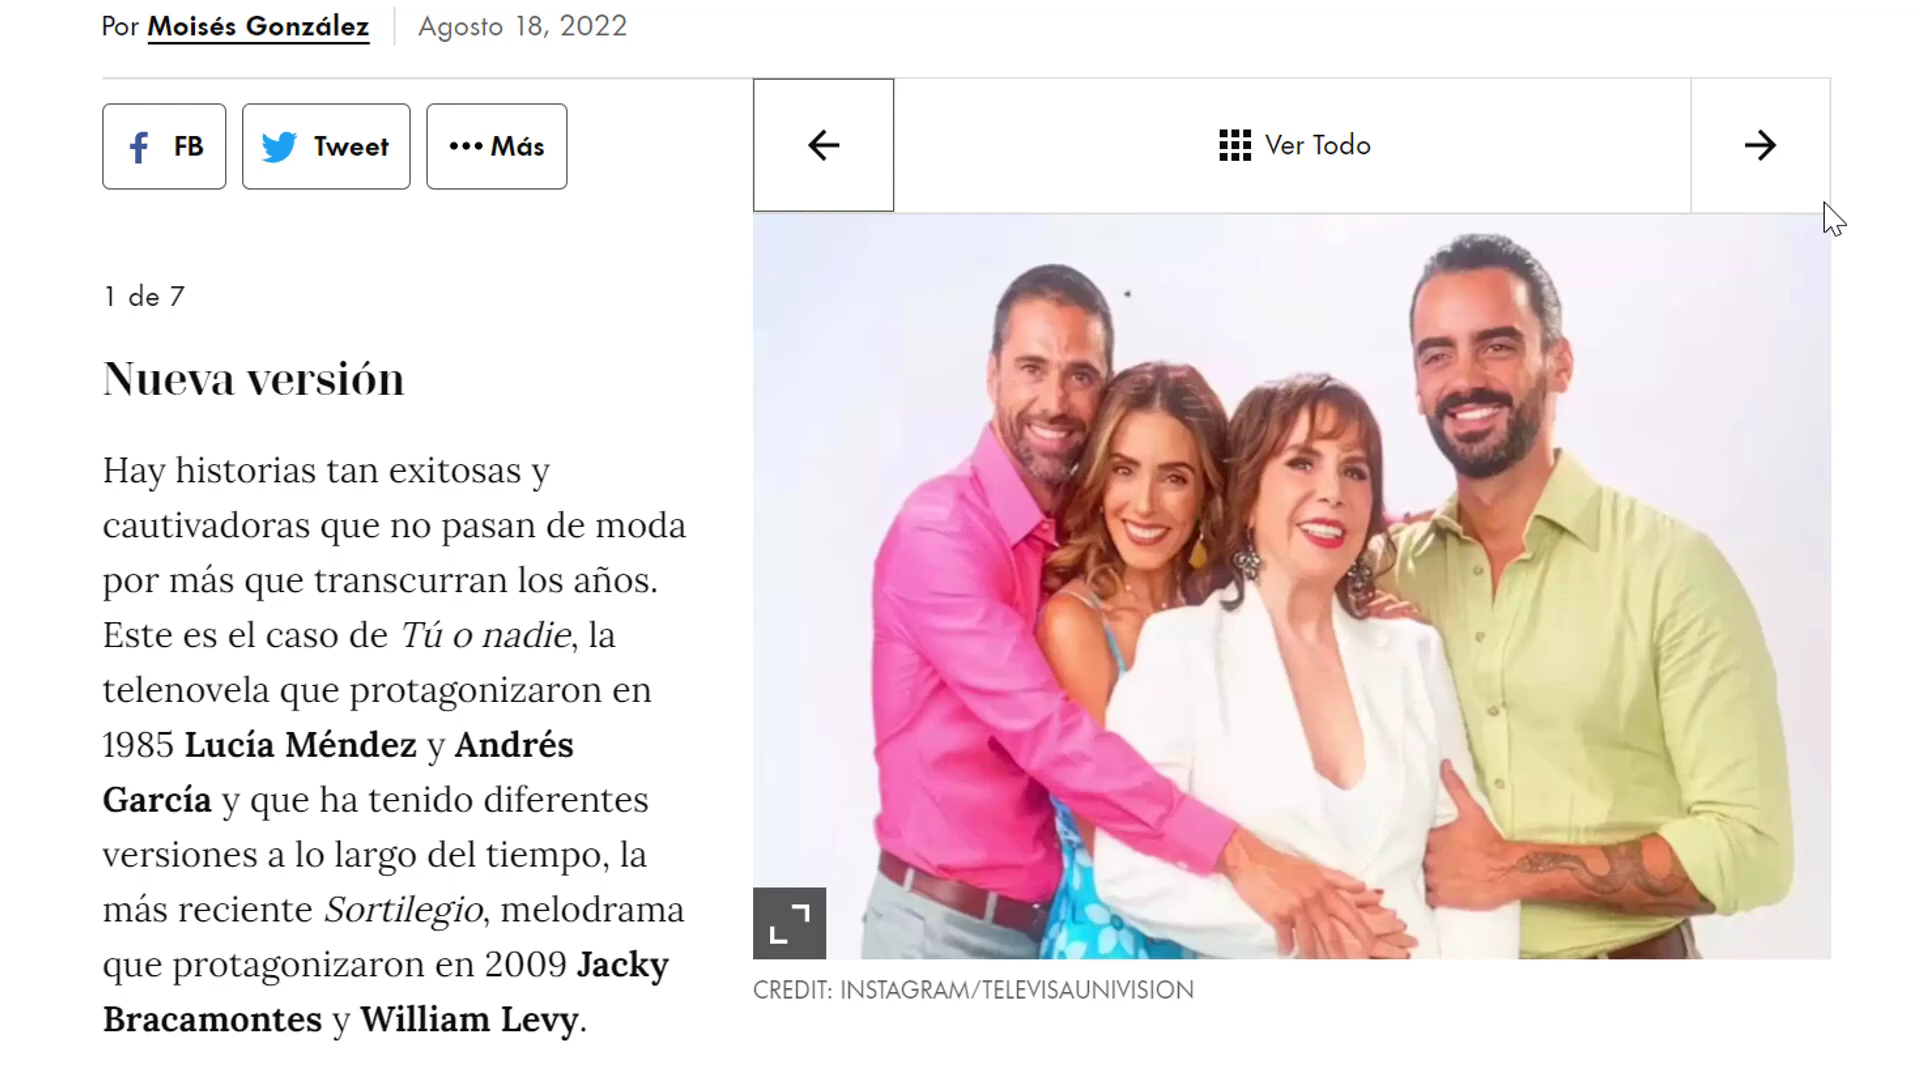 Por Moisés González Agosto 18, 2022
FB Tweet ••• Más
Ver Todo
1 de 7
Nueva versión
Hay historias tan exitosas y
cautivadoras que no pasan de moda
por más que transcurran los años.
Este es el caso de Tú o nadie, la
telenovela que protagonizaron en
1985 Lucía Méndez y Andrés
García y que ha tenido diferentes
versiones a lo largo del tiempo, la
más reciente Sortilegio, melodrama
que protagonizaron en 2009 Jacky
Bracamontes y William Levy.
CREDIT: INSTAGRAM/TELEVISAUNIVISION